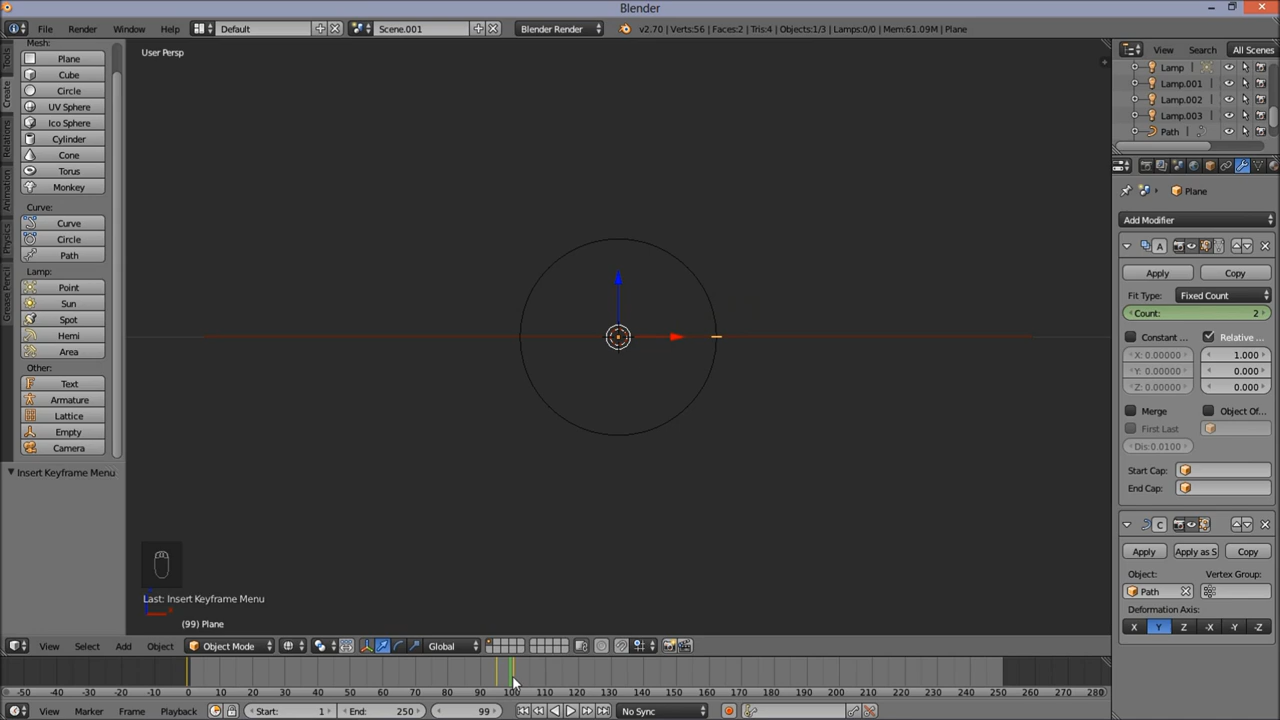 Blender
File Render Window Help Default Scene.001 Blender Render v2.70 | Verts:56 | Faces:2 | Tris:4 | Objects:1/3 | Lamps:0/0 | Mem:61.09M | Plane
Mesh:
Plane
Cube
Circle
UV Sphere
Ico Sphere
Cylinder
Cone
Torus
Monkey
Curve:
Curve
Circle
Path
Lamp:
Point
Sun
Spot
Hemi
Area
Other:
Text
Armature
Lattice
Empty
Camera
Insert Keyframe Menu
Tools
Create
Relations
Animation
Physics
Grease Pencil
User Persp
Last: Insert Keyframe Menu
(99) Plane
View Search All Scenes
Lamp
Lamp.001
Lamp.002
Lamp.003
Path
Plane
Add Modifier
A
Apply Copy
Fit Type: Fixed Count
Count: 2
Constant ... Relative ...
X: 0.00000 1.000
Y: 0.00000 0.000
Z: 0.00000 0.000
Merge Object Of...
First Last
Dis:0.0100
Start Cap:
End Cap:
C
Apply Apply as S Copy
Object: Vertex Group:
Path
Deformation Axis:
X Y Z -X -Y -Z
View Select Add Object Object Mode Global
-50 -40 -30 -20 -10 0 10 20 30 40 50 60 70 80 90 100 110 120 130 140 150 160 170 180 190 200 210 220 230 240 250 260 270 280
View Marker Frame Playback Start: 1 End: 250 99 No Sync